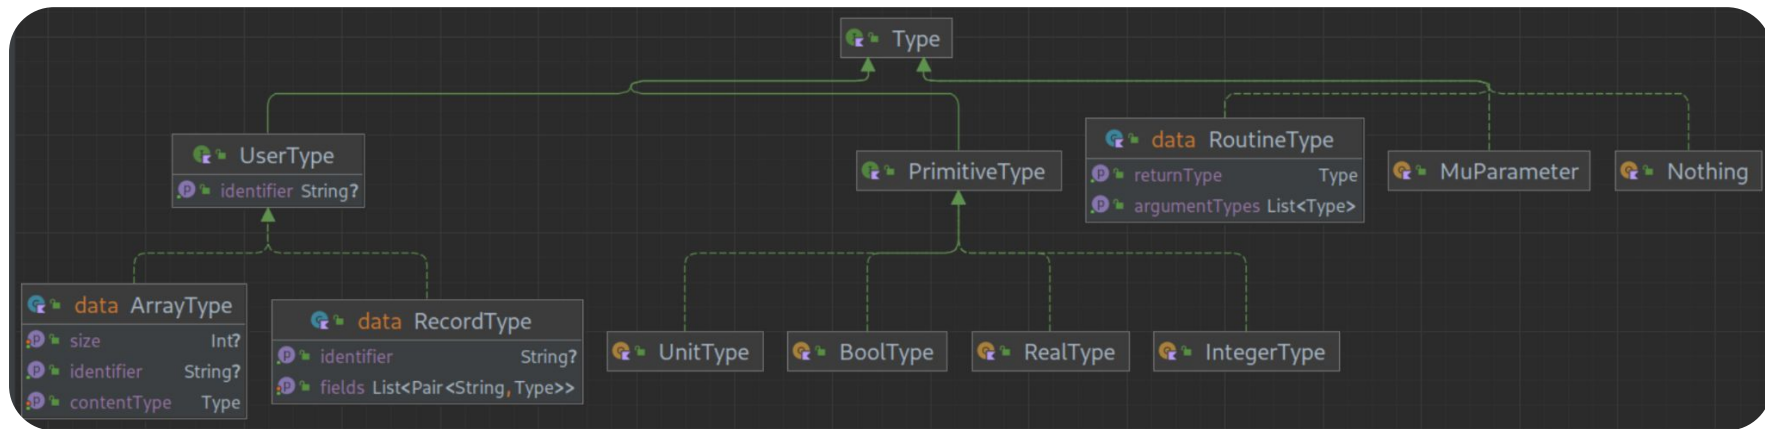 Type
UserType
identifier String?
PrimitiveType
data RoutineType
returnType Type
argumentTypes List<Type>
MuParameter
Nothing
data ArrayType
size Int?
identifier String?
contentType Type
data RecordType
identifier String?
fields List<Pair<String,Type>>
UnitType
BoolType
RealType
IntegerType